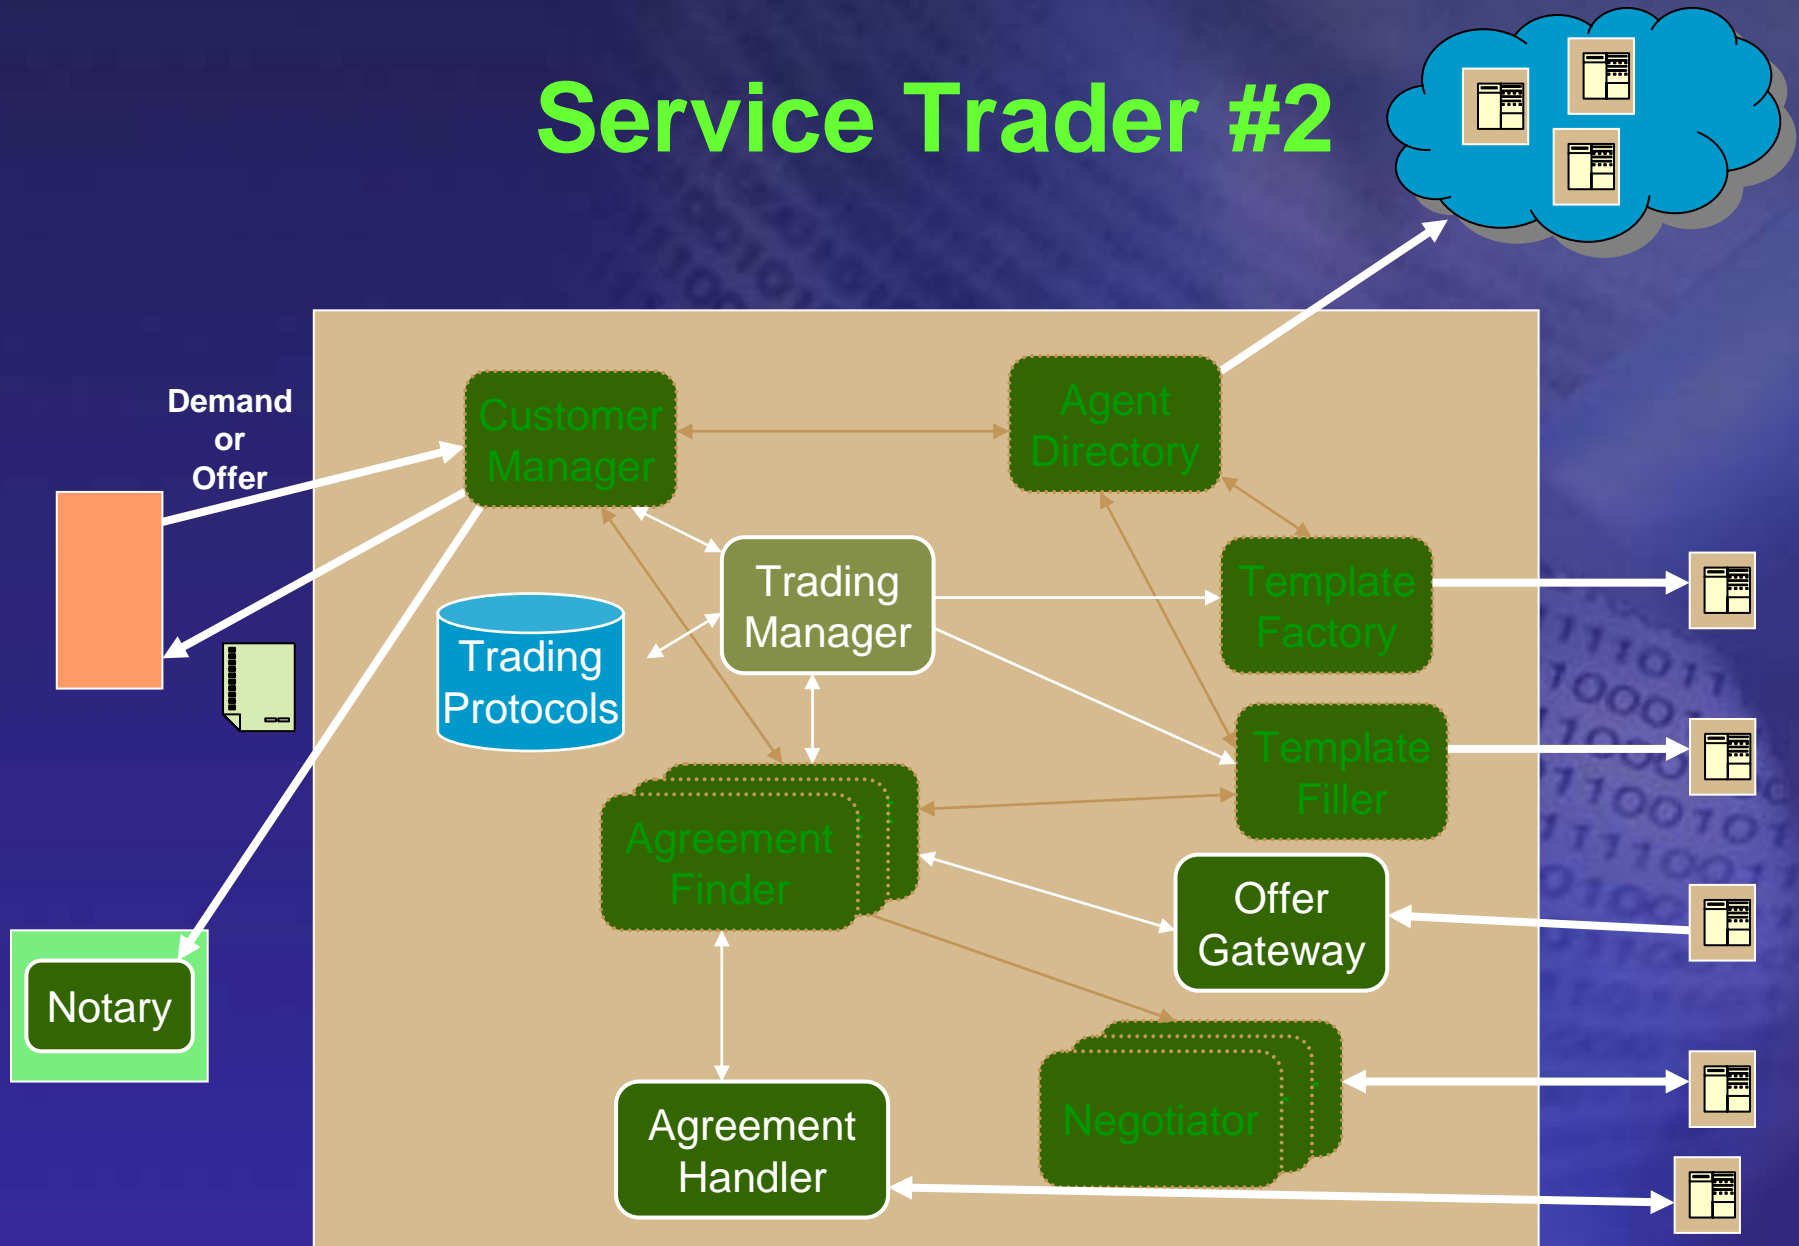 Service Trader #2
Demand
or
Offer
Customer
Manager
Agent
Directory
Trading
Manager
Template
Factory
Trading
Protocols
Template
Filler
Agreement
Finder
Offer
Gateway
Notary
Negotiator
Agreement
Handler